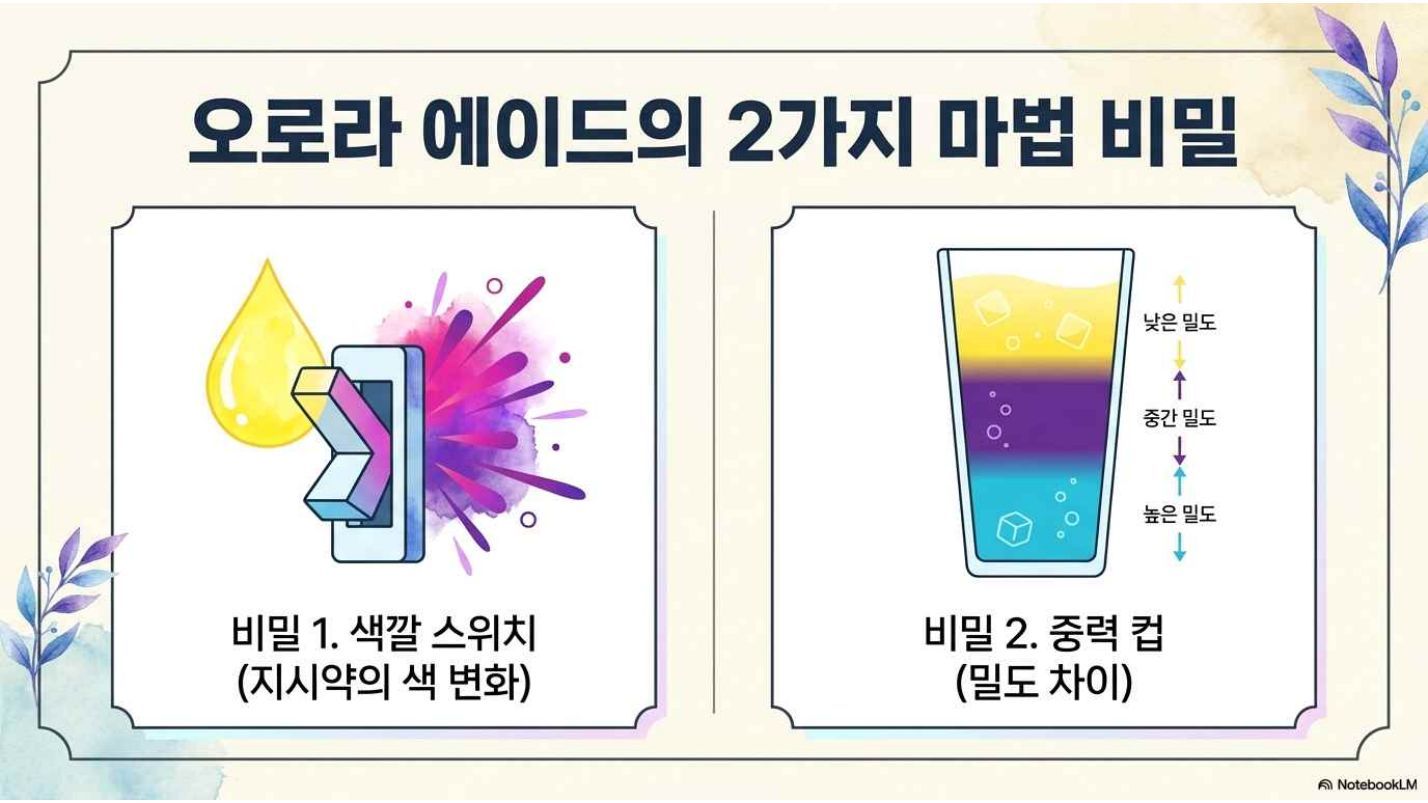 오로라 에이드의 2가지 마법 비밀
낮은 밀도
중간 밀도
높은 밀도
비밀 1. 색깔 스위치
(지시약의 색 변화)
비밀 2. 중력 컵
(밀도 차이)
NotebookLM